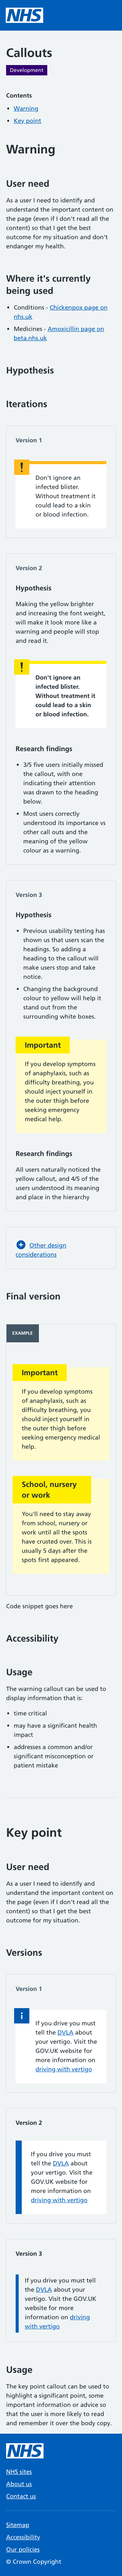 NHS
Callouts
Development
Contents
Warning
Key point
Warning
User need
As a user I need to identify and
understand the important content on
the page (even if I don't read all the
content) so that I get the best
outcome for my situation and don't
endanger my health.
Where it's currently
being used
Conditions - Chickenpox page on
nhs.uk
Medicines - Amoxicillin page on
beta.nhs.uk
Hypothesis
Iterations
Version 1
!
Don't ignore an
infected blister.
Without treatment it
could lead to a skin
or blood infection.
Version 2
Hypothesis
Making the yellow brighter
and increasing the font weight,
will make it look more like a
warning and people will stop
and read it.
!
Don't ignore an
infected blister.
Without treatment it
could lead to a skin
or blood infection.
Research findings
3/5 five users initially missed
the callout, with one
indicating their attention
was drawn to the heading
below.
Most users correctly
understood its importance vs
other call outs and the
meaning of the yellow
colour as a warning.
Version 3
Hypothesis
Previous usability testing has
shown us that users scan the
headings. So adding a
heading to the callout will
make users stop and take
notice.
Changing the background
colour to yellow will help it
stand out from the
surrounding white boxes.
Important
If you develop symptoms
of anaphylaxis, such as
difficulty breathing, you
should inject yourself in
the outer thigh before
seeking emergency
medical help.
Research findings
All users naturally noticed the
yellow callout, and 4/5 of the
users understood its meaning
and place in the hierarchy
Other design
considerations
Final version
EXAMPLE
Important
If you develop symptoms
of anaphylaxis, such as
difficulty breathing, you
should inject yourself in
the outer thigh before
seeking emergency medical
help.
School, nursery
or work
You'll need to stay away
from school, nursery or
work until all the spots
have crusted over. This is
usually 5 days after the
spots first appeared.
Code snippet goes here
Accessibility
Usage
The warning callout can be used to
display information that is:
time critical
may have a significant health
impact
addresses a common and/or
significant misconception or
patient mistake
Key point
User need
As a user I need to identify and
understand the important content on
the page (even if I don't read all the
content) so that I get the best
outcome for my situation.
Versions
Version 1
i
If you drive you must
tell the DVLA about
your vertigo. Visit the
GOV.UK website for
more information on
driving with vertigo
Version 2
If you drive you must
tell the DVLA about
your vertigo. Visit the
GOV.UK website for
more information on
driving with vertigo
Version 3
If you drive you must tell
the DVLA about your
vertigo. Visit the GOV.UK
website for more
information on driving
with vertigo
Usage
The key point callout can be used to
highlight a significant point, some
important information or advice so
that the user is more likely to read
and remember it over the body copy.
NHS
NHS sites
About us
Contact us
Sitemap
Accessibility
Our policies
© Crown Copyright